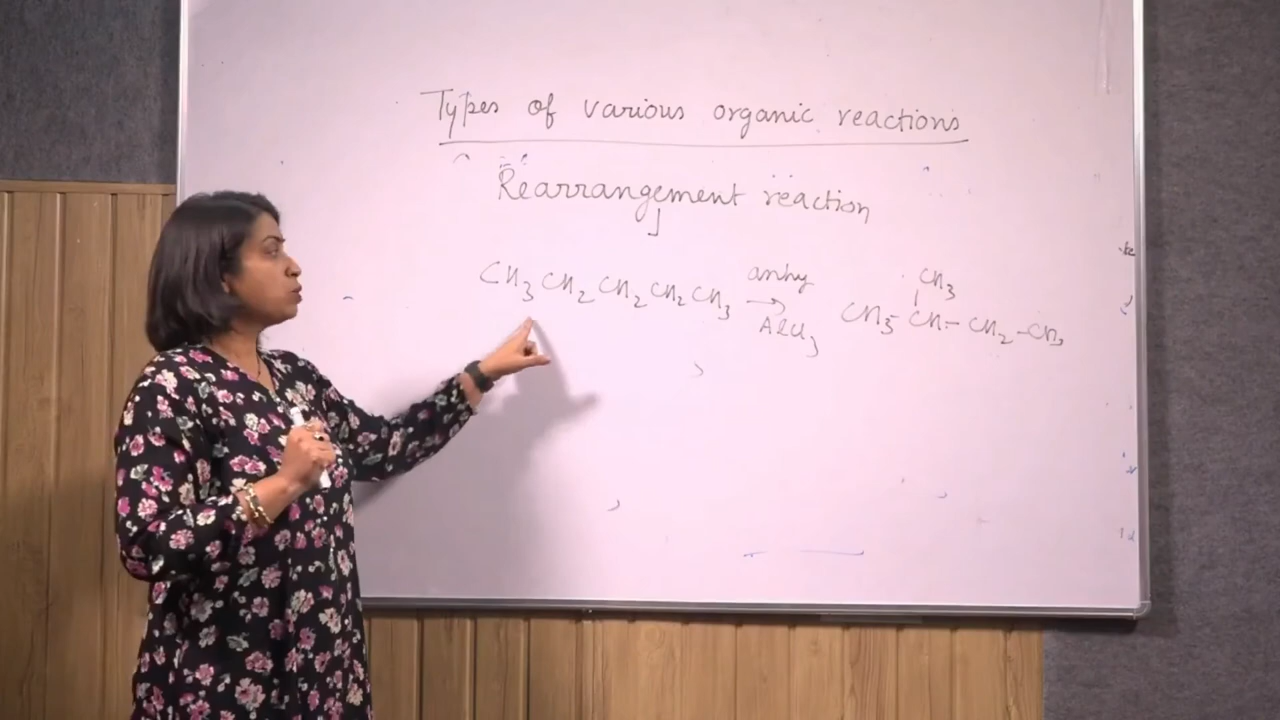 Types of various organic reactions
Rearrangement reaction
CH3 CH2 CH2 CH2 CH3 anhy → AlCl3 CH3 - CH - CH2 - CH3
CH3